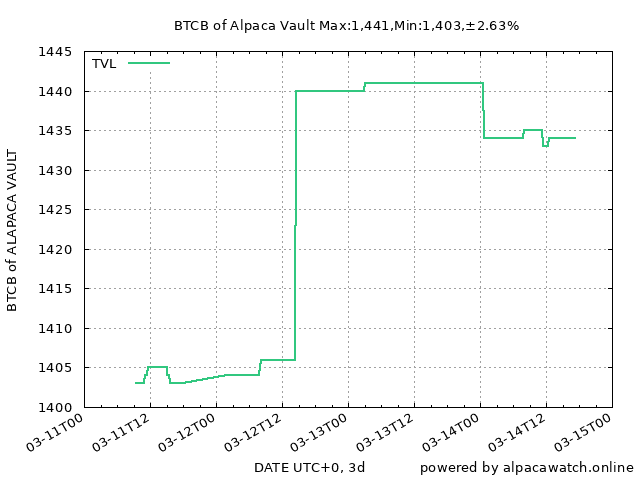 BTCB of Alpaca Vault Max:1,441,Min:1,403,±2.63%
TVL
BTCB of ALAPACA VAULT
1445
1440
1435
1430
1425
1420
1415
1410
1405
1400
03-11T00
03-11T12
03-12T00
03-12T12
03-13T00
03-13T12
03-14T00
03-14T12
03-15T00
DATE UTC+0, 3d
powered by alpacawatch.online